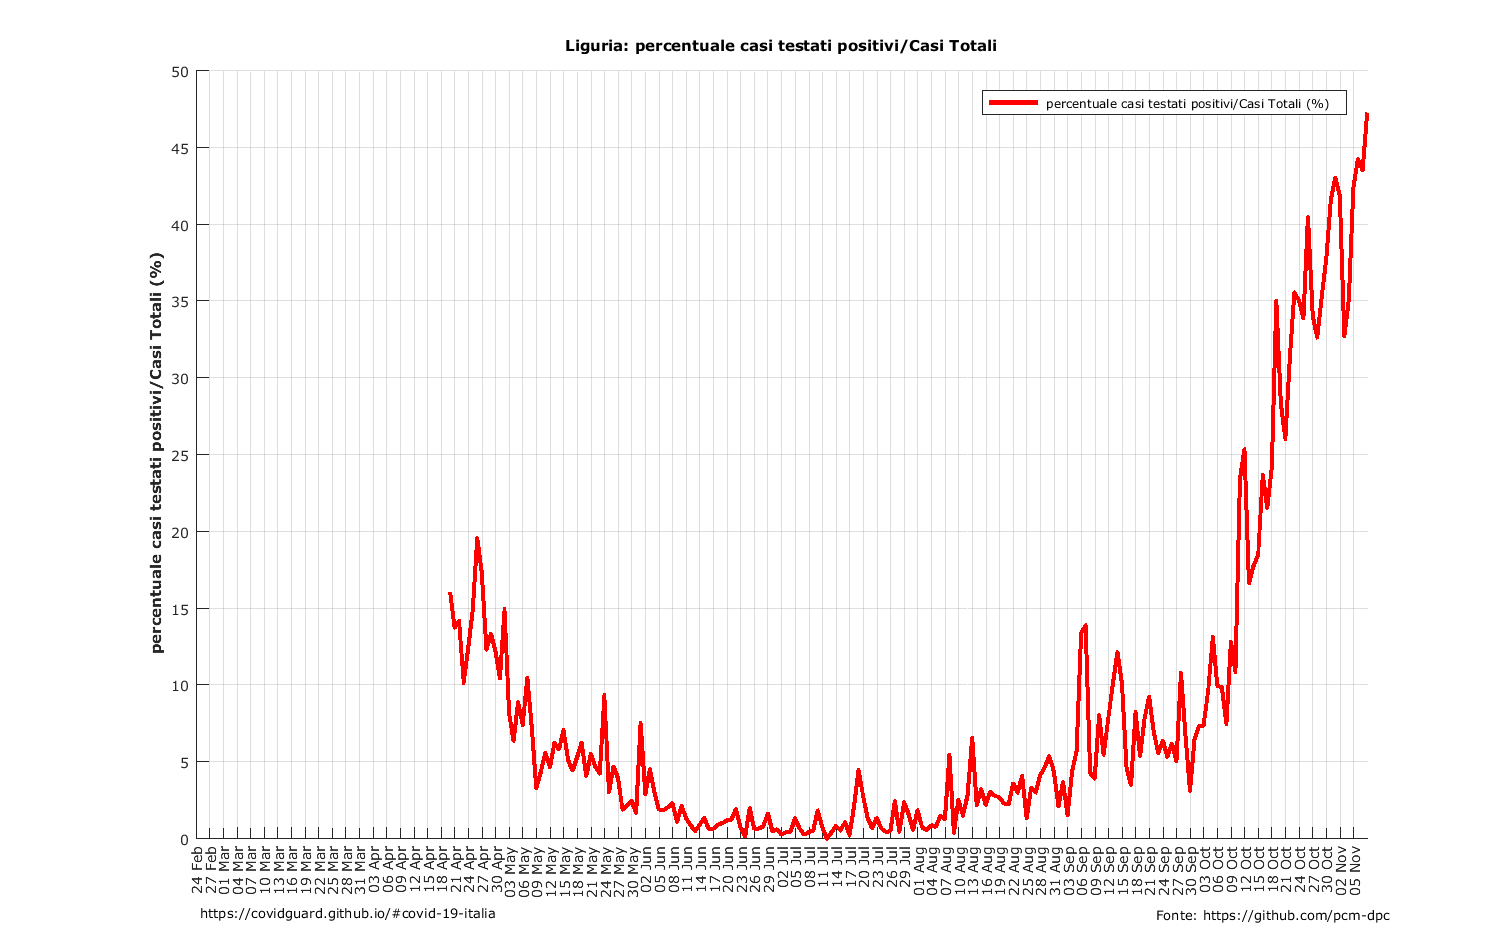 Liguria: percentuale casi testati positivi/Casi Totali
percentuale casi testati positivi/Casi Totali (%)
percentuale casi testati positivi/Casi Totali (%)
50
45
40
35
30
25
20
15
10
5
0
24 Feb
27 Feb
01 Mar
04 Mar
07 Mar
10 Mar
13 Mar
16 Mar
19 Mar
22 Mar
25 Mar
28 Mar
31 Mar
03 Apr
06 Apr
09 Apr
12 Apr
15 Apr
18 Apr
21 Apr
24 Apr
27 Apr
30 Apr
03 May
06 May
09 May
12 May
15 May
18 May
21 May
24 May
27 May
30 May
02 Jun
05 Jun
08 Jun
11 Jun
14 Jun
17 Jun
20 Jun
23 Jun
26 Jun
29 Jun
02 Jul
05 Jul
08 Jul
11 Jul
14 Jul
17 Jul
20 Jul
23 Jul
26 Jul
29 Jul
01 Aug
04 Aug
07 Aug
10 Aug
13 Aug
16 Aug
19 Aug
22 Aug
25 Aug
28 Aug
31 Aug
03 Sep
06 Sep
09 Sep
12 Sep
15 Sep
18 Sep
21 Sep
24 Sep
27 Sep
30 Sep
03 Oct
06 Oct
09 Oct
12 Oct
15 Oct
18 Oct
21 Oct
24 Oct
27 Oct
30 Oct
02 Nov
05 Nov
https://covidguard.github.io/#covid-19-italia
Fonte: https://github.com/pcm-dpc